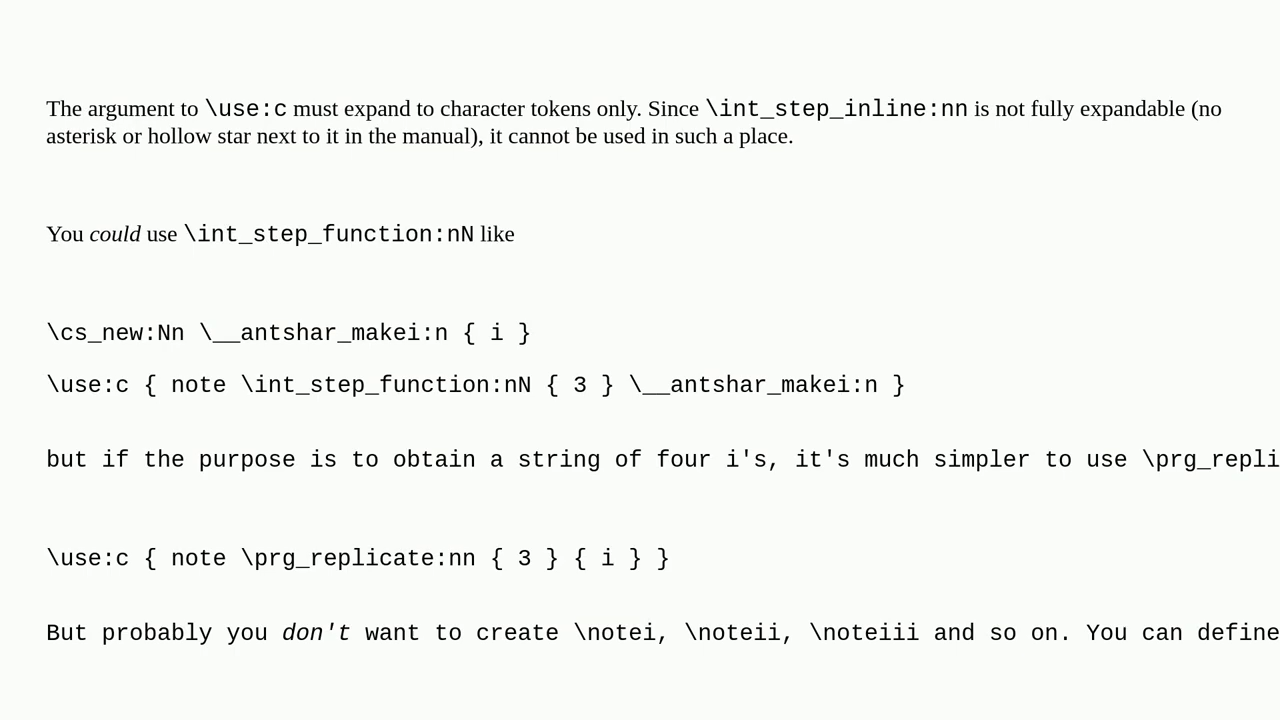 The argument to \use:c must expand to character tokens only. Since \int_step_inline:nn is not fully expandable (no
asterisk or hollow star next to it in the manual), it cannot be used in such a place.
You could use \int_step_function:nN like
\cs_new:Nn \__antshar_makei:n { i }
\use:c { note \int_step_function:nN { 3 } \__antshar_makei:n }
but if the purpose is to obtain a string of four i's, it's much simpler to use \prg_repli
\use:c { note \prg_replicate:nn { 3 } { i } }
But probably you don't want to create \notei, \noteii, \noteiii and so on. You can define